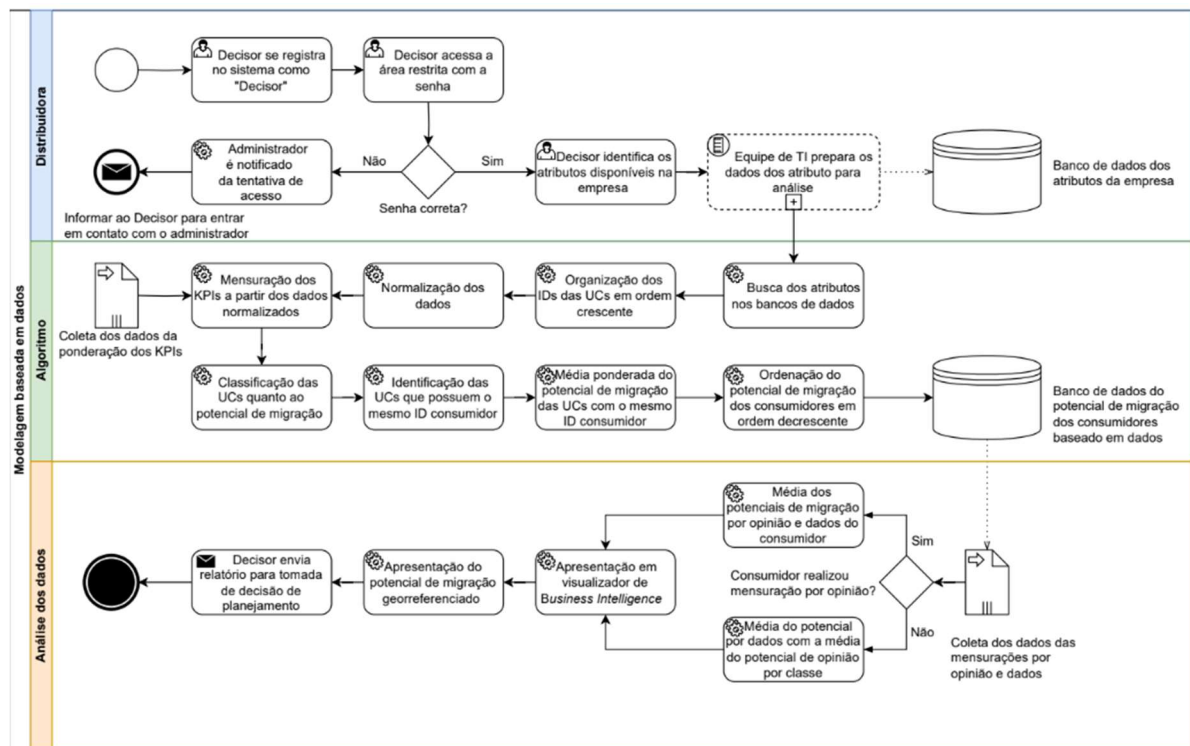 Modelagem baseada em dados
Distribuidora
Decisor se registra
no sistema como
"Decisor"
Decisor acessa a
área restrita com a
senha
Administrador
é notificado
da tentativa de
acesso
Não
Sim
Senha correta?
Decisor identifica os
atributos disponíveis na
empresa
Equipe de TI prepara os
dados dos atributo para
análise
Banco de dados dos
atributos da empresa
Informar ao Decisor para entrar
em contato com o administrador
Algoritmo
Coleta dos dados da
ponderação dos KPIs
Mensuração dos
KPIs a partir dos dados
normalizados
Normalização dos
dados
Organização dos
IDs das UCs em ordem
crescente
Busca dos atributos
nos bancos de dados
Classificação das
UCs quanto ao
potencial de migração
Identificação das
UCs que possuem o
mesmo ID consumidor
Média ponderada do
potencial de migração
das UCs com o mesmo
ID consumidor
Ordenação do
potencial de migração
dos consumidores em
ordem decrescente
Banco de dados do
potencial de migração
dos consumidores
baseado em dados
Análise dos dados
Decisor envia
relatório para tomada
de decisão de
planejamento
Apresentação do
potencial de migração
georreferenciado
Apresentação em
visualizador de
Business Intelligence
Média dos
potenciais de migração
por opinião e dados do
consumidor
Sim
Consumidor realizou
mensuração por opinião?
Não
Média do potencial
por dados com a média
do potencial de opinião
por classe
Coleta dos dados das
mensurações por
opinião e dados